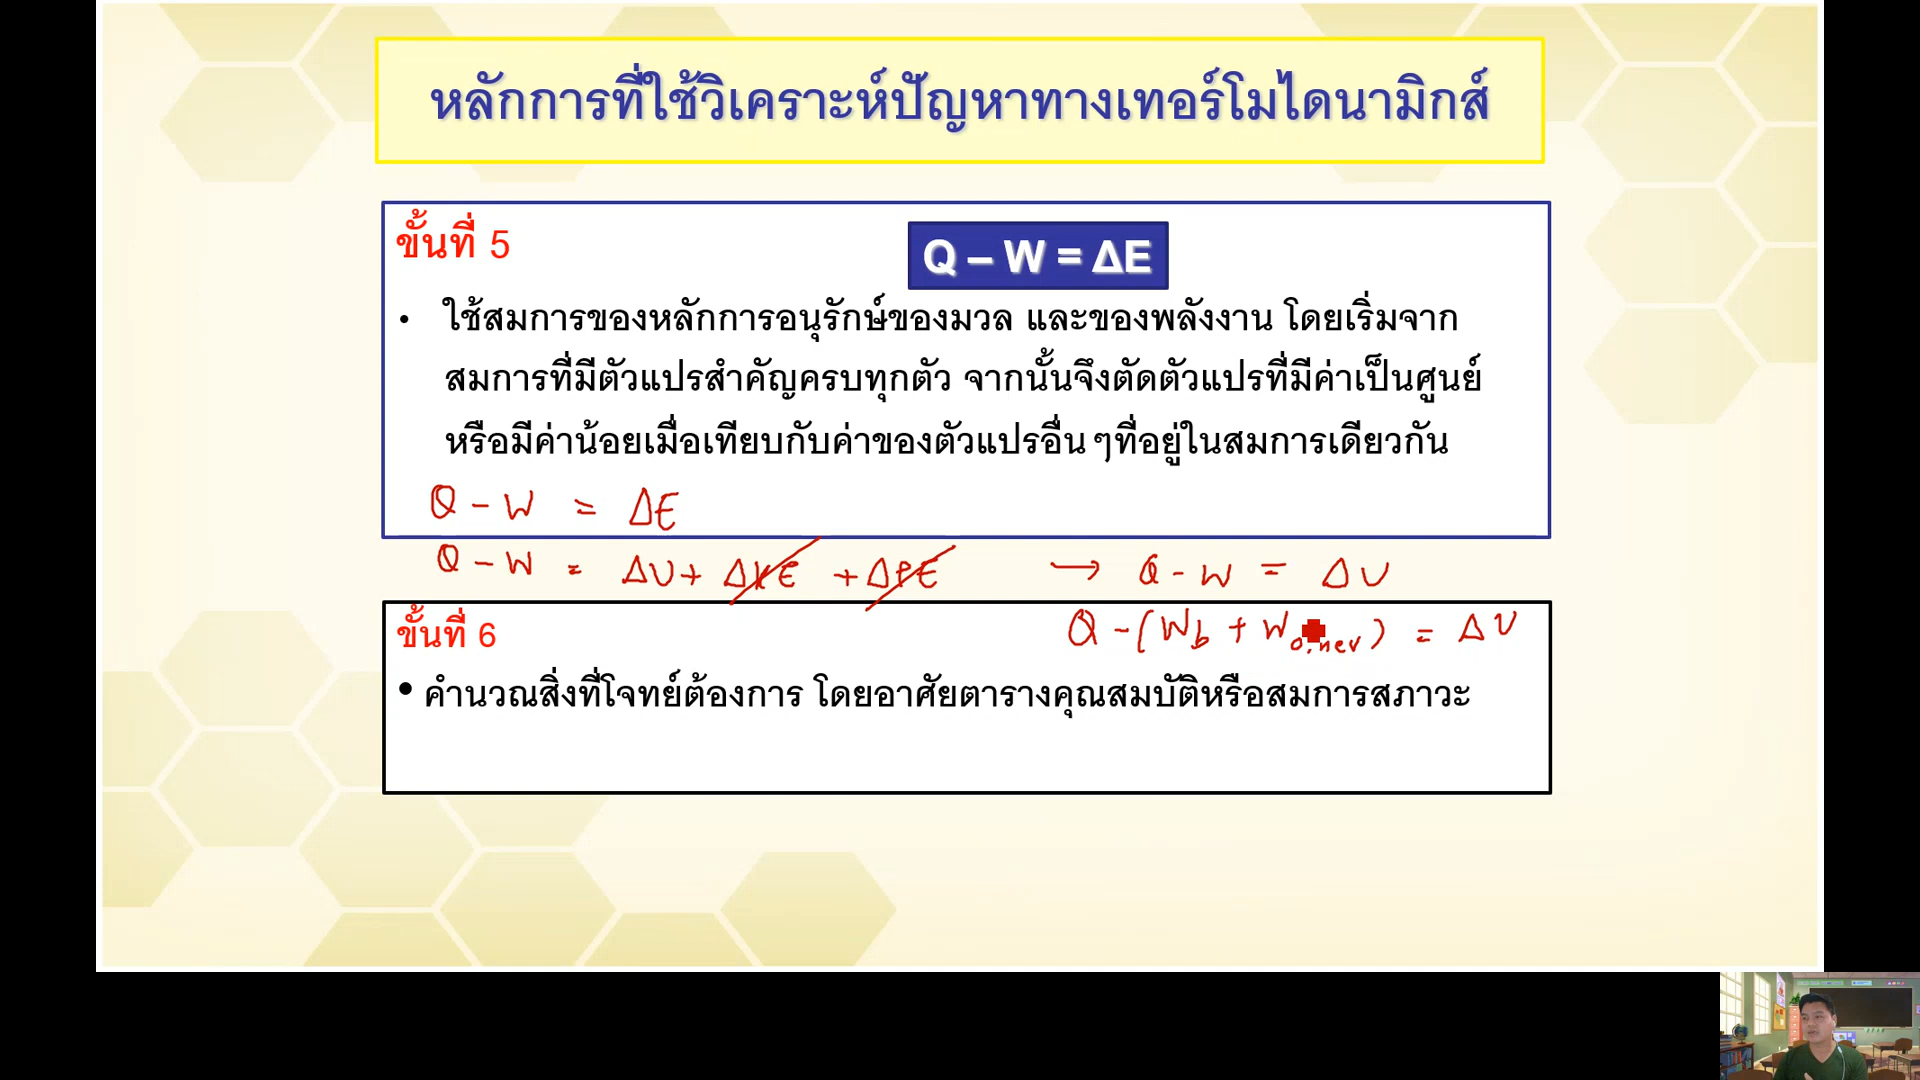 หลักการที่ใช้วิเคราะห์ปัญหาทางเทอร์โมไดนามิกส์
ขั้นที่ 5
Q – W = ΔE
• ใช้สมการของหลักการอนุรักษ์ของมวล และของพลังงาน โดยเริ่มจาก
สมการที่มีตัวแปรสำคัญครบทุกตัว จากนั้นจึงตัดตัวแปรที่มีค่าเป็นศูนย์
หรือมีค่าน้อยเมื่อเทียบกับค่าของตัวแปรอื่นๆที่อยู่ในสมการเดียวกัน
Q - W = ΔE
Q - W = ΔU + ΔKE + ΔPE → Q - W = ΔU
ขั้นที่ 6
Q - (Wb + W ) = ΔU
• คำนวณสิ่งที่โจทย์ต้องการ โดยอาศัยตารางคุณสมบัติหรือสมการสภาวะ